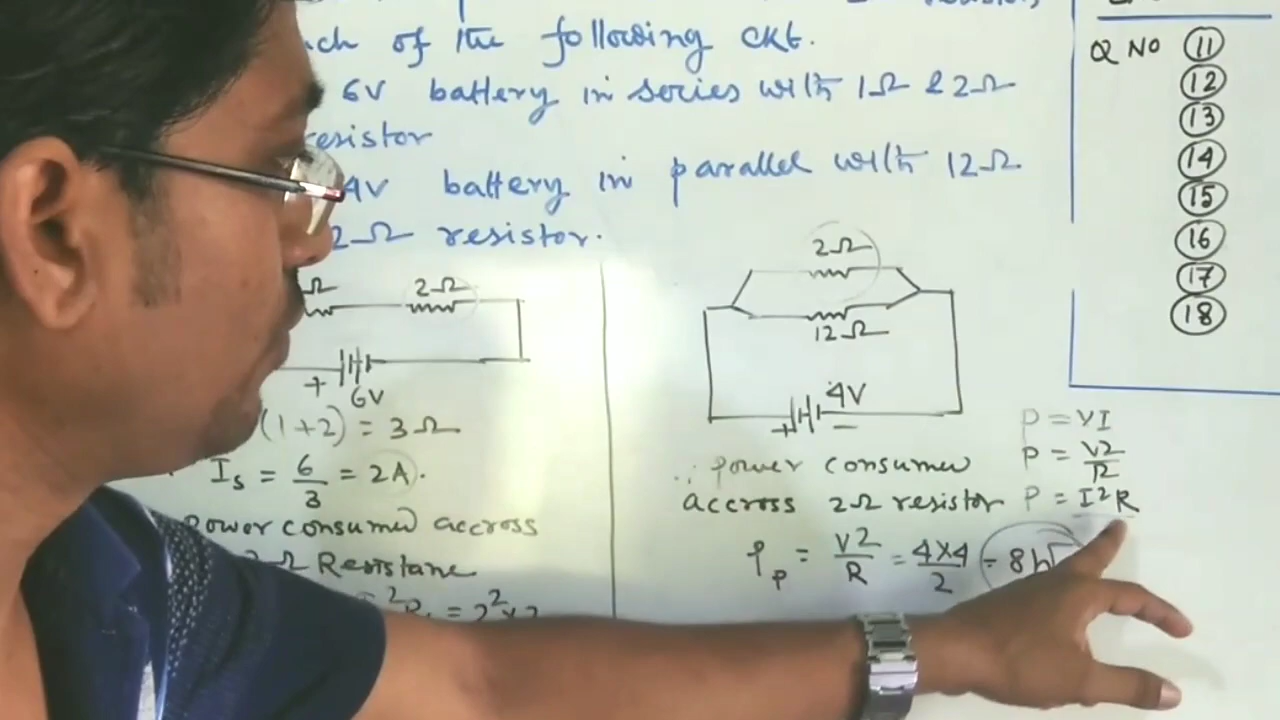 of the following ckt.
6V battery in series with 1Ω & 2Ω
resistor
4V battery in parallel with 12Ω
2Ω resistor.
Q NO 11
12
13
14
15
16
17
18
Ω 2Ω
+ 6V
(1+2) = 3Ω
Is = 6/3 = 2A.
power consumed accross
2Ω Resistance
2Ω
12Ω
4V
+ −
∴ power consumed
accross 2Ω resistor
Pp = V2/R = 4×4/2 = 8W
P = VI
P = V2/R
P = I²R